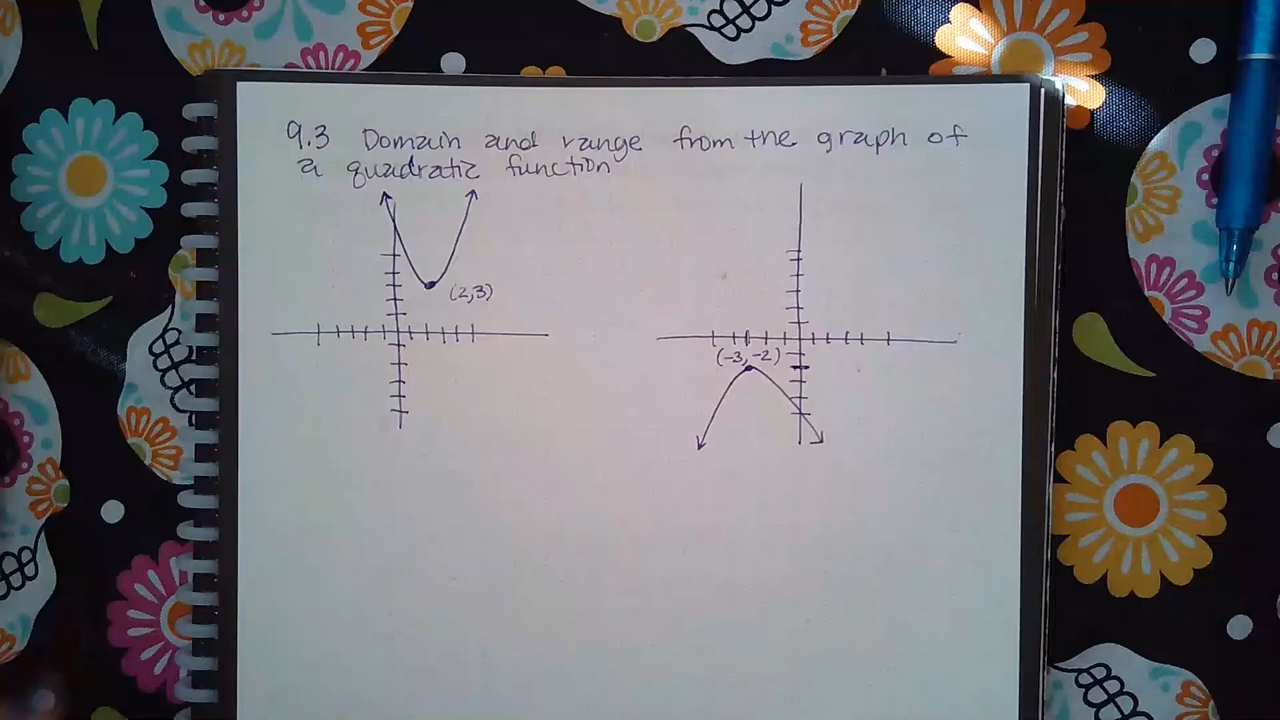 9.3 Domain and range from the graph of
a quadratic function
(2,3)
(-3,-2)